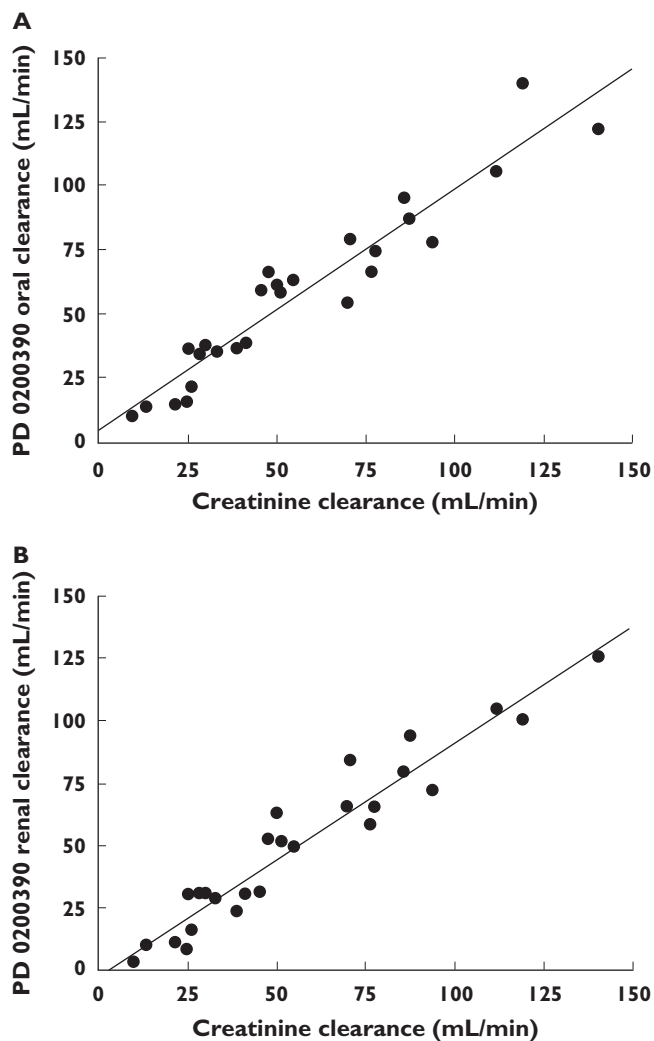 A
PD 0200390 oral clearance (mL/min)
150
125
100
75
50
25
0
0 25 50 75 100 125 150
Creatinine clearance (mL/min)
B
PD 0200390 renal clearance (mL/min)
150
125
100
75
50
25
0
0 25 50 75 100 125 150
Creatinine clearance (mL/min)